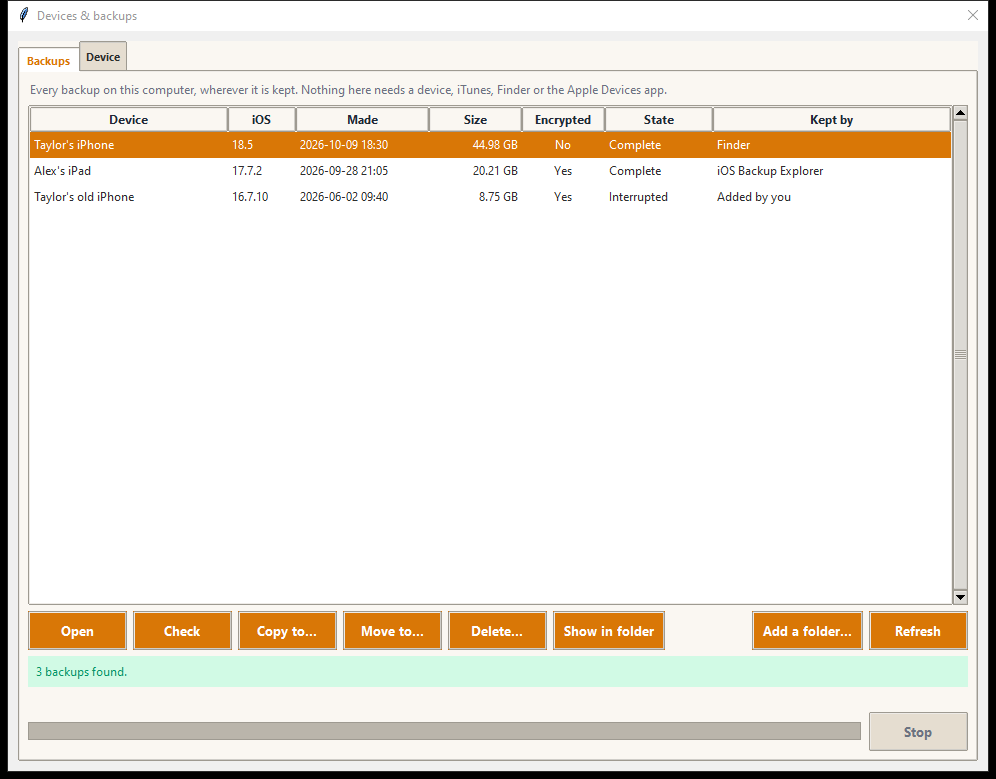 Devices & backups
Backups Device
Every backup on this computer, wherever it is kept. Nothing here needs a device, iTunes, Finder or the Apple Devices app.
Device iOS Made Size Encrypted State Kept by
Taylor's iPhone 18.5 2026-10-09 18:30 44.98 GB No Complete Finder
Alex's iPad 17.7.2 2026-09-28 21:05 20.21 GB Yes Complete iOS Backup Explorer
Taylor's old iPhone 16.7.10 2026-06-02 09:40 8.75 GB Yes Interrupted Added by you
Open Check Copy to... Move to... Delete... Show in folder Add a folder... Refresh
3 backups found.
Stop